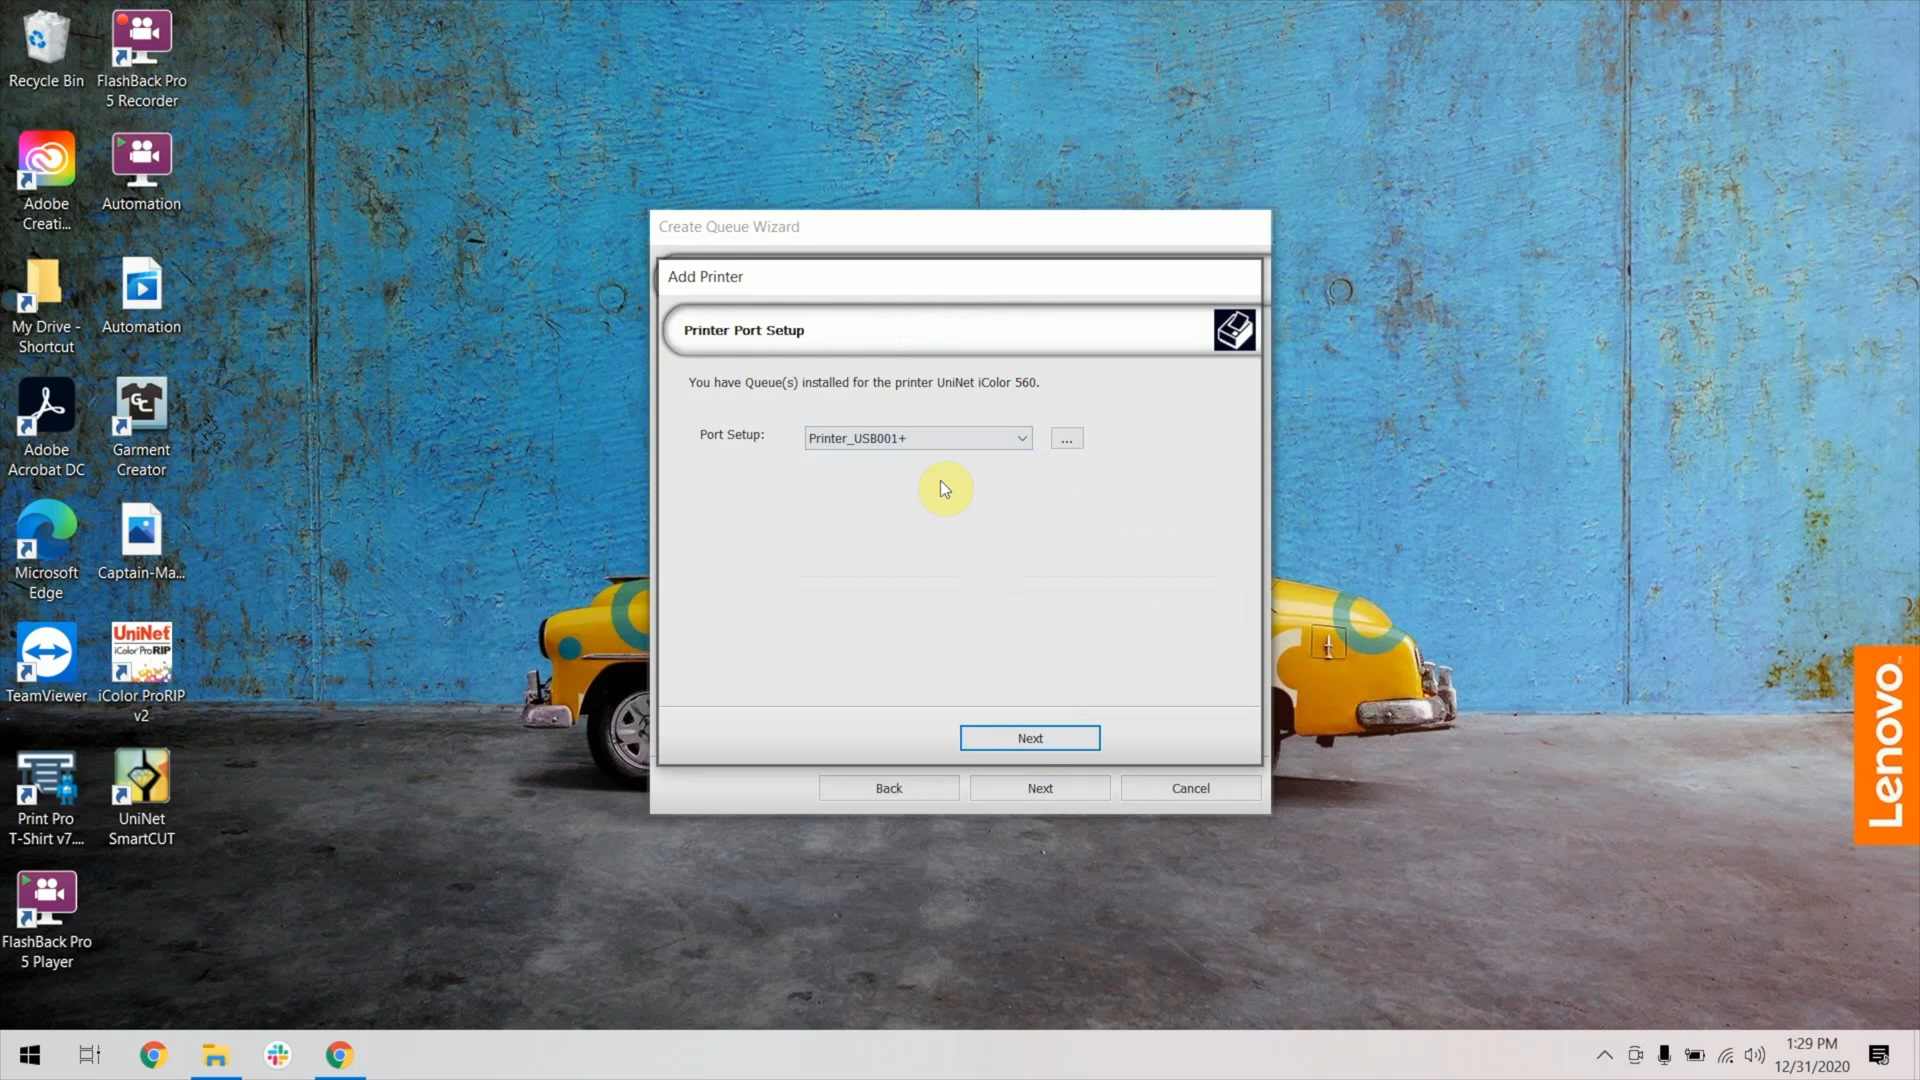 Recycle Bin
FlashBack Pro
5 Recorder
Adobe
Creati...
Automation
My Drive -
Shortcut
Automation
Adobe
Acrobat DC
GC
Garment
Creator
Microsoft
Edge
Captain-Ma...
TeamViewer
UniNet
iColor ProRIP
iColor ProRIP
v2
Print Pro
T-Shirt v7....
UniNet
SmartCUT
FlashBack Pro
5 Player
Create Queue Wizard
Add Printer
Printer Port Setup
You have Queue(s) installed for the printer UniNet iColor 560.
Port Setup:
Printer_USB001+
...
Next
Back
Next
Cancel
Lenovo™
1:29 PM
12/31/2020